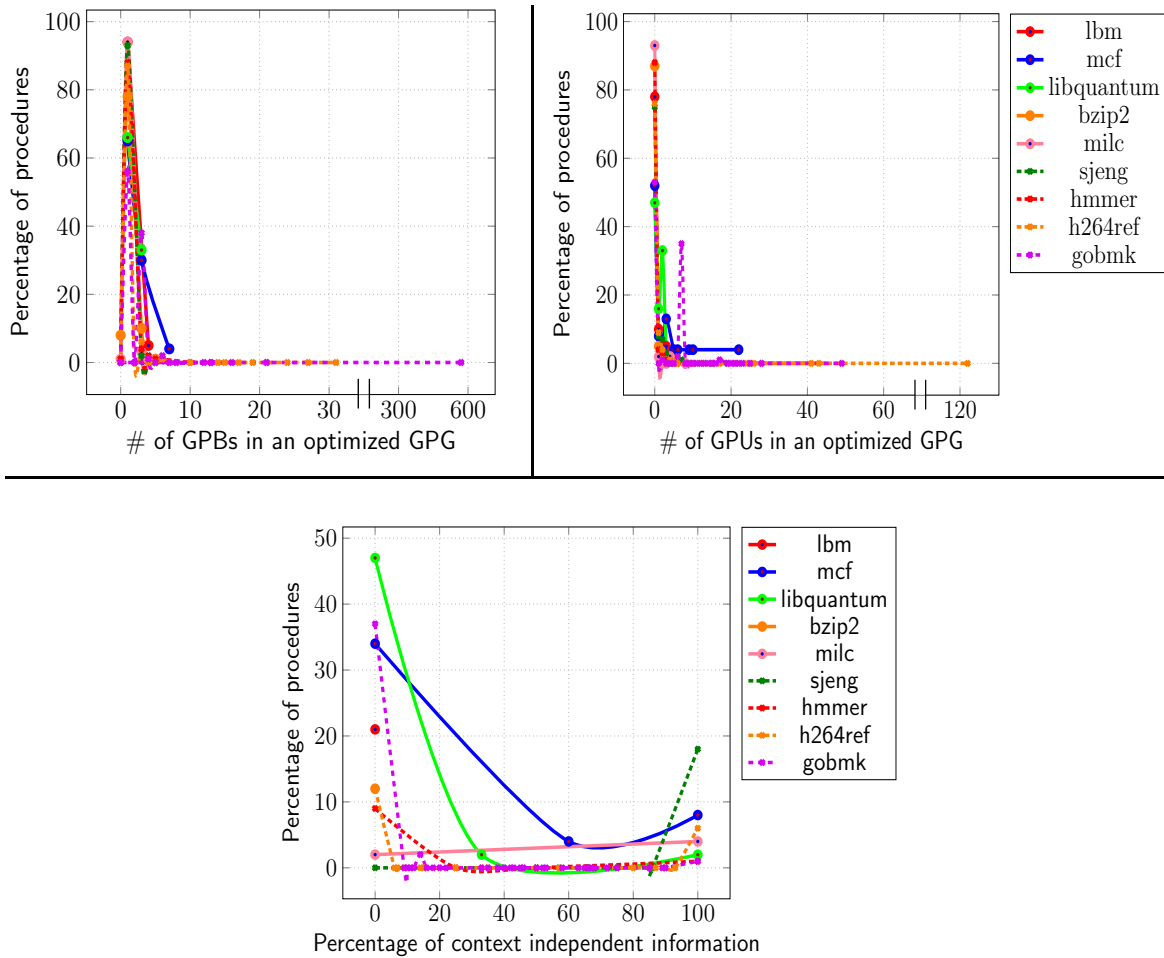 100
80
60
40
20
0
Percentage of procedures
0 10 20 30 300 600
# of GPBs in an optimized GPG
100
80
60
40
20
0
Percentage of procedures
0 20 40 60 120
# of GPUs in an optimized GPG
lbm
mcf
libquantum
bzip2
milc
sjeng
hmmer
h264ref
gobmk
50
40
30
20
10
0
Percentage of procedures
0 20 40 60 80 100
Percentage of context independent information
lbm
mcf
libquantum
bzip2
milc
sjeng
hmmer
h264ref
gobmk